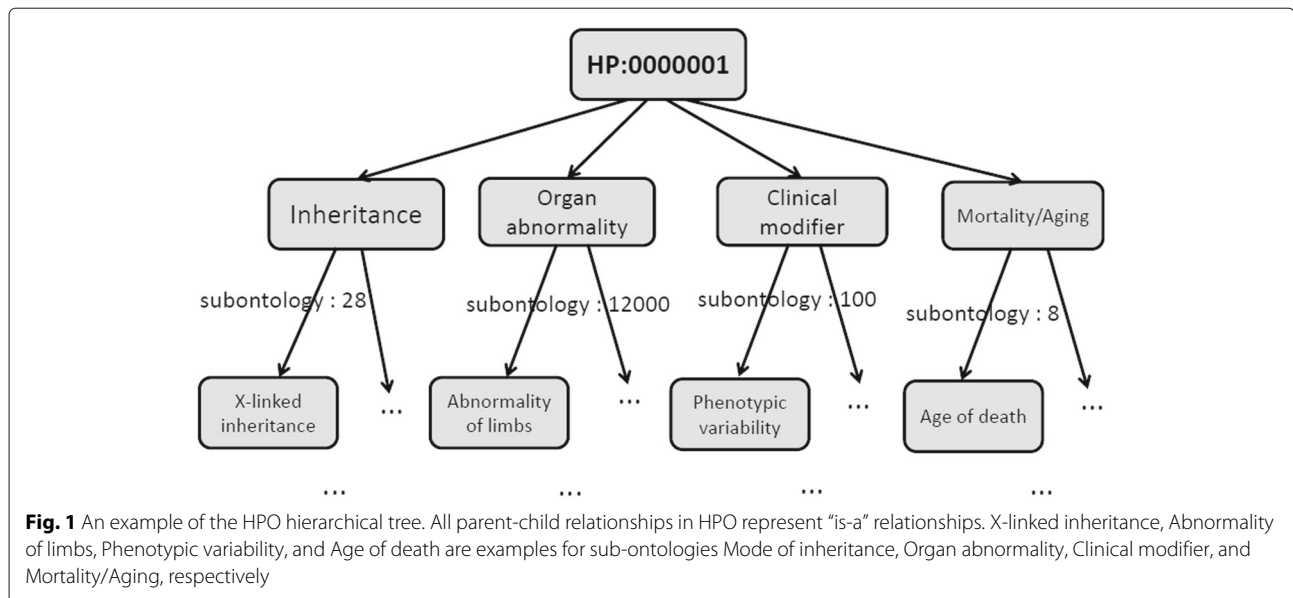 HP:0000001
Inheritance
Organ
abnormality
Clinical
modifier
Mortality/Aging
subontology : 28
subontology : 12000
subontology : 100
subontology : 8
X-linked
inheritance
...
Abnormality
of limbs
...
Phenotypic
variability
...
Age of death
...
...
...
...
...
Fig. 1 An example of the HPO hierarchical tree. All parent-child relationships in HPO represent “is-a” relationships. X-linked inheritance, Abnormality
of limbs, Phenotypic variability, and Age of death are examples for sub-ontologies Mode of inheritance, Organ abnormality, Clinical modifier, and
Mortality/Aging, respectively